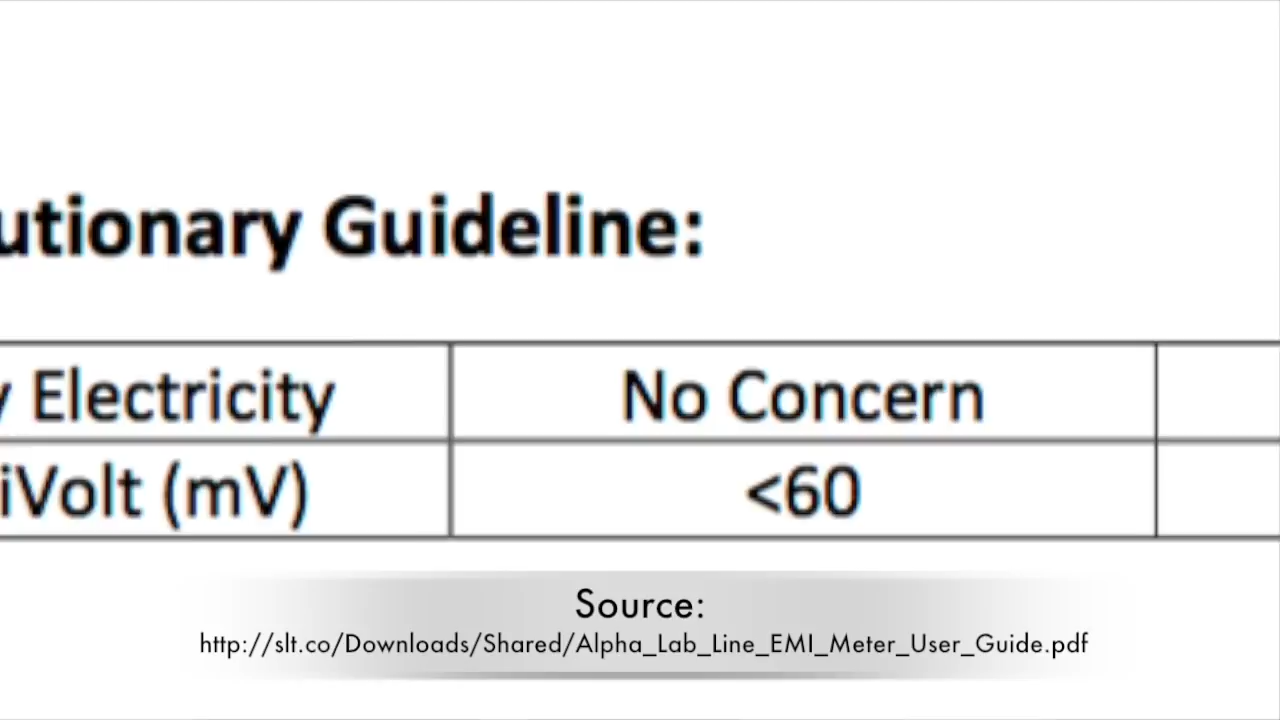 utionary Guideline:
y Electricity No Concern
iVolt (mV) <60
Source:
http://slt.co/Downloads/Shared/Alpha_Lab_Line_EMI_Meter_User_Guide.pdf